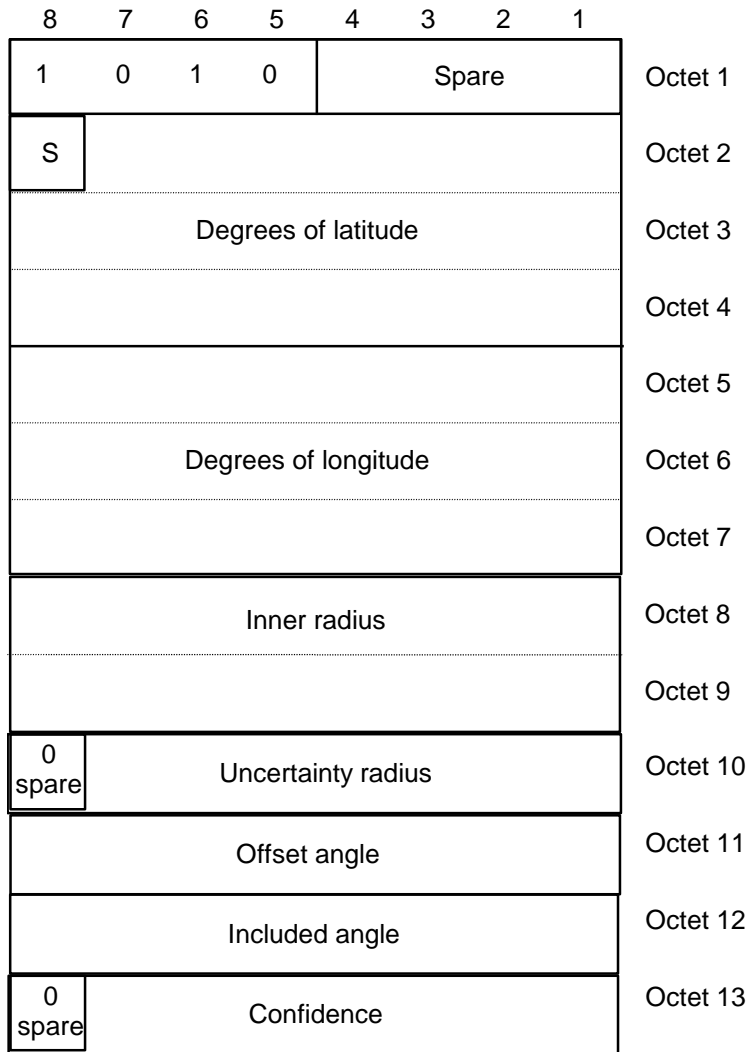 8 7 6 5 4 3 2 1
1 0 1 0 Spare Octet 1
S Octet 2
Degrees of latitude Octet 3
Octet 4
Octet 5
Degrees of longitude Octet 6
Octet 7
Inner radius Octet 8
Octet 9
0
spare Uncertainty radius Octet 10
Offset angle Octet 11
Included angle Octet 12
0
spare Confidence Octet 13